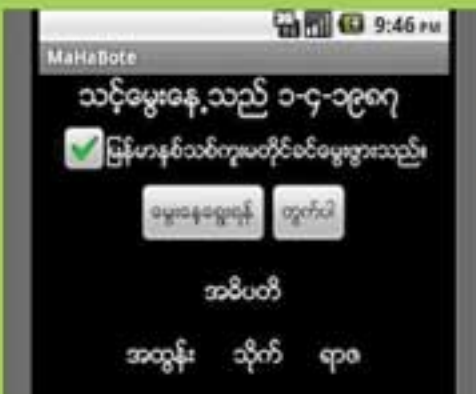 9:46 PM
MaHaBote
သင့်မွေးနေ့သည် ၁-၄-၁၉၈၇
မြန်မာနှစ်သစ်ကူးမတိုင်ခင်မွေးဖွားသည်။
မွေးနေ့ရွေးရန် တွက်ပါ
အဓိပတိ
အထွန်း သိုက် ရာဇ